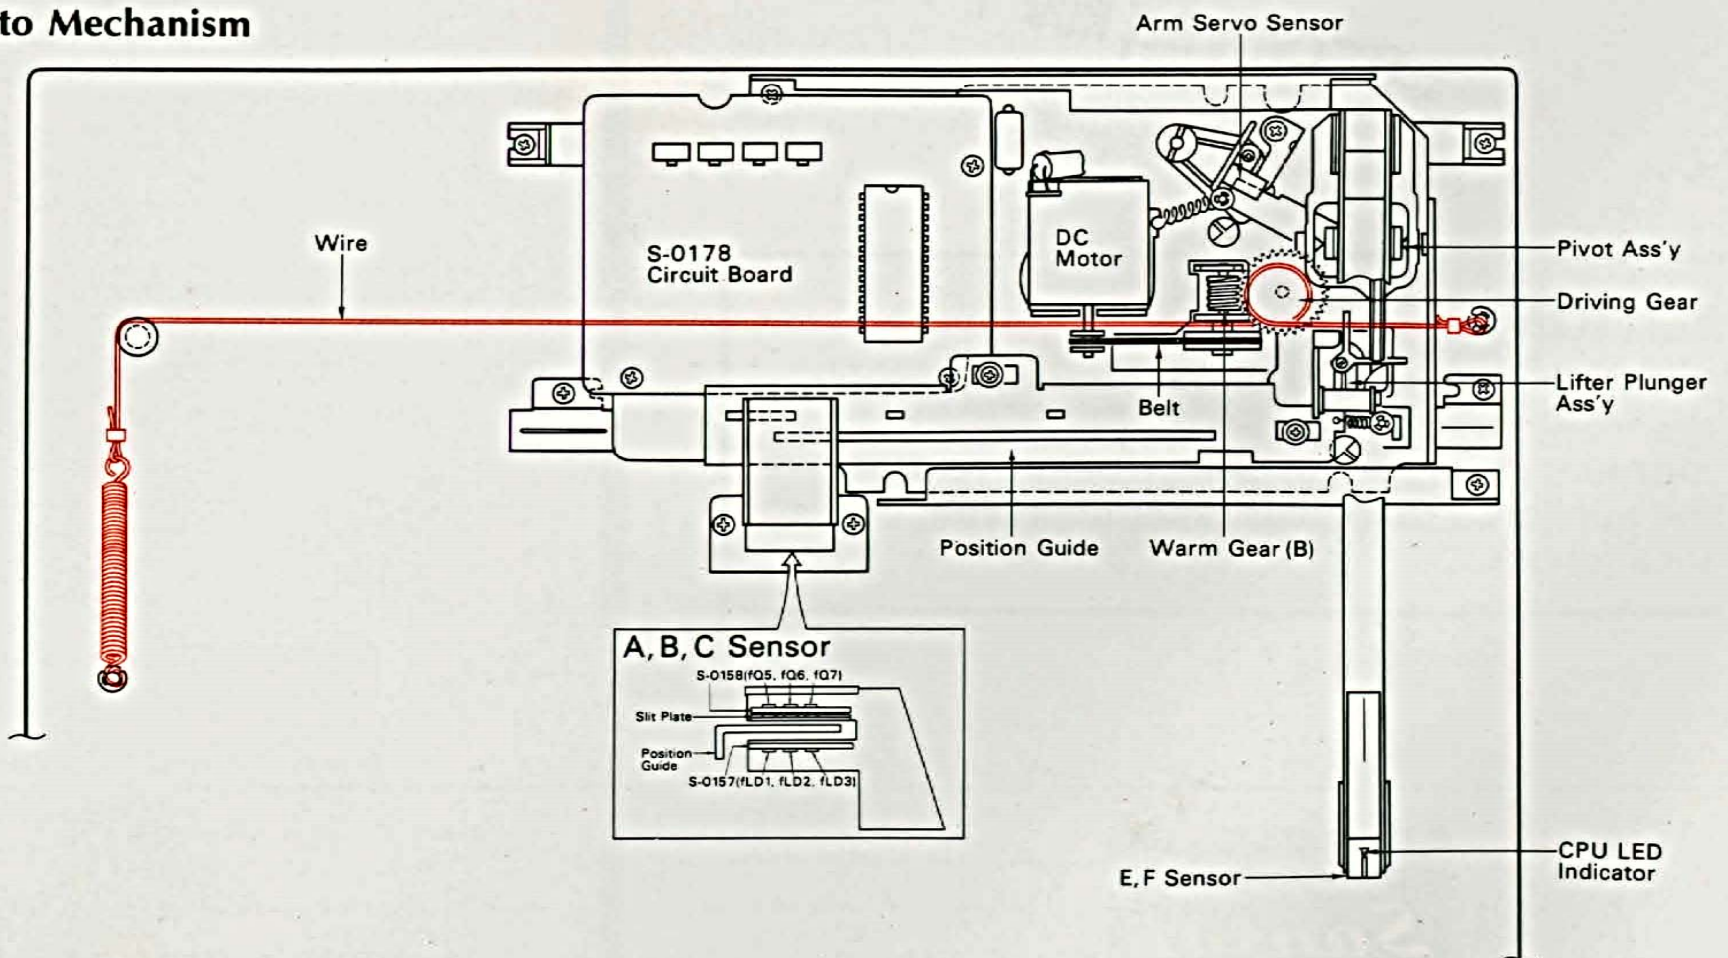 to Mechanism
Arm Servo Sensor
Wire
S-0178
Circuit Board
DC
Motor
Pivot Ass'y
Driving Gear
Lifter Plunger
Ass'y
Belt
Position Guide
Warm Gear (B)
A, B, C Sensor
S-0158(fQ5, fQ6, fQ7)
Slit Plate
Position
Guide
S-0157(fLD1, fLD2, fLD3)
E, F Sensor
CPU LED
Indicator